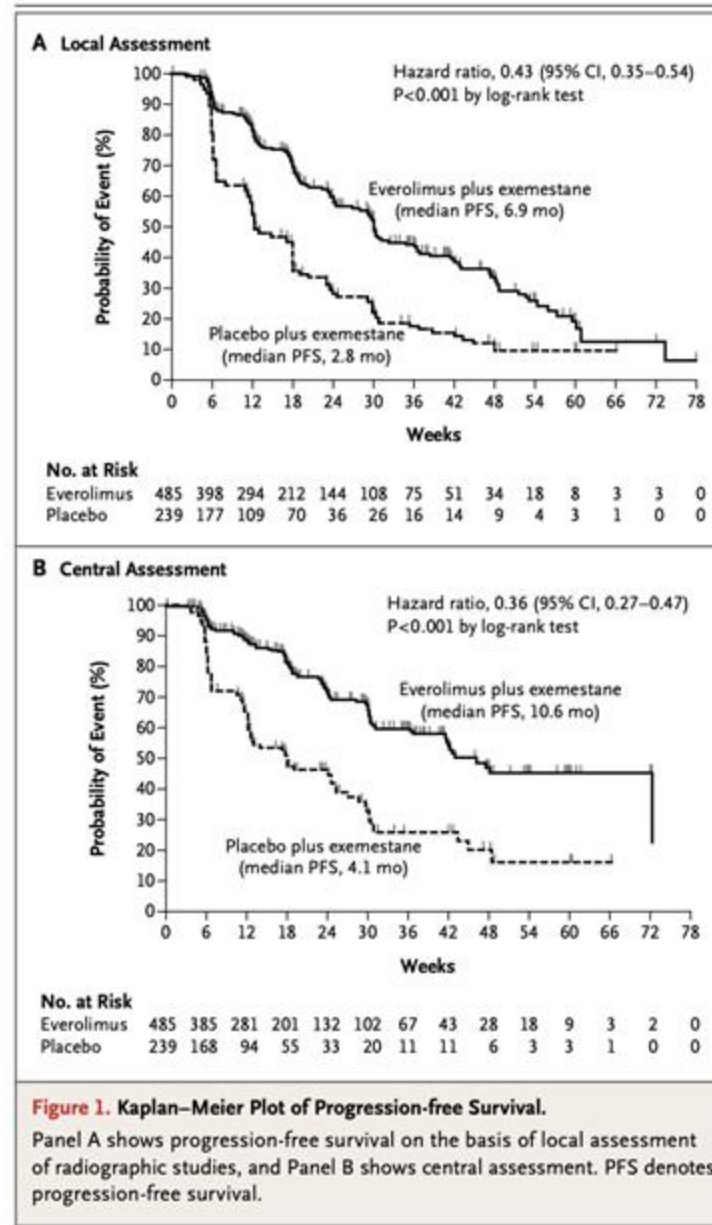 A Local Assessment
Hazard ratio, 0.43 (95% CI, 0.35–0.54)
P<0.001 by log-rank test
Probability of Event (%)
100
90
80
70
60
50
40
30
20
10
0
Everolimus plus exemestane
(median PFS, 6.9 mo)
Placebo plus exemestane
(median PFS, 2.8 mo)
0 6 12 18 24 30 36 42 48 54 60 66 72 78
Weeks
No. at Risk
Everolimus 485 398 294 212 144 108 75 51 34 18 8 3 3 0
Placebo 239 177 109 70 36 26 16 14 9 4 3 1 0 0
B Central Assessment
Hazard ratio, 0.36 (95% CI, 0.27–0.47)
P<0.001 by log-rank test
Probability of Event (%)
100
90
80
70
60
50
40
30
20
10
0
Everolimus plus exemestane
(median PFS, 10.6 mo)
Placebo plus exemestane
(median PFS, 4.1 mo)
0 6 12 18 24 30 36 42 48 54 60 66 72 78
Weeks
No. at Risk
Everolimus 485 385 281 201 132 102 67 43 28 18 9 3 2 0
Placebo 239 168 94 55 33 20 11 11 6 3 3 1 0 0
Figure 1. Kaplan–Meier Plot of Progression-free Survival.
Panel A shows progression-free survival on the basis of local assessment
of radiographic studies, and Panel B shows central assessment. PFS denotes
progression-free survival.